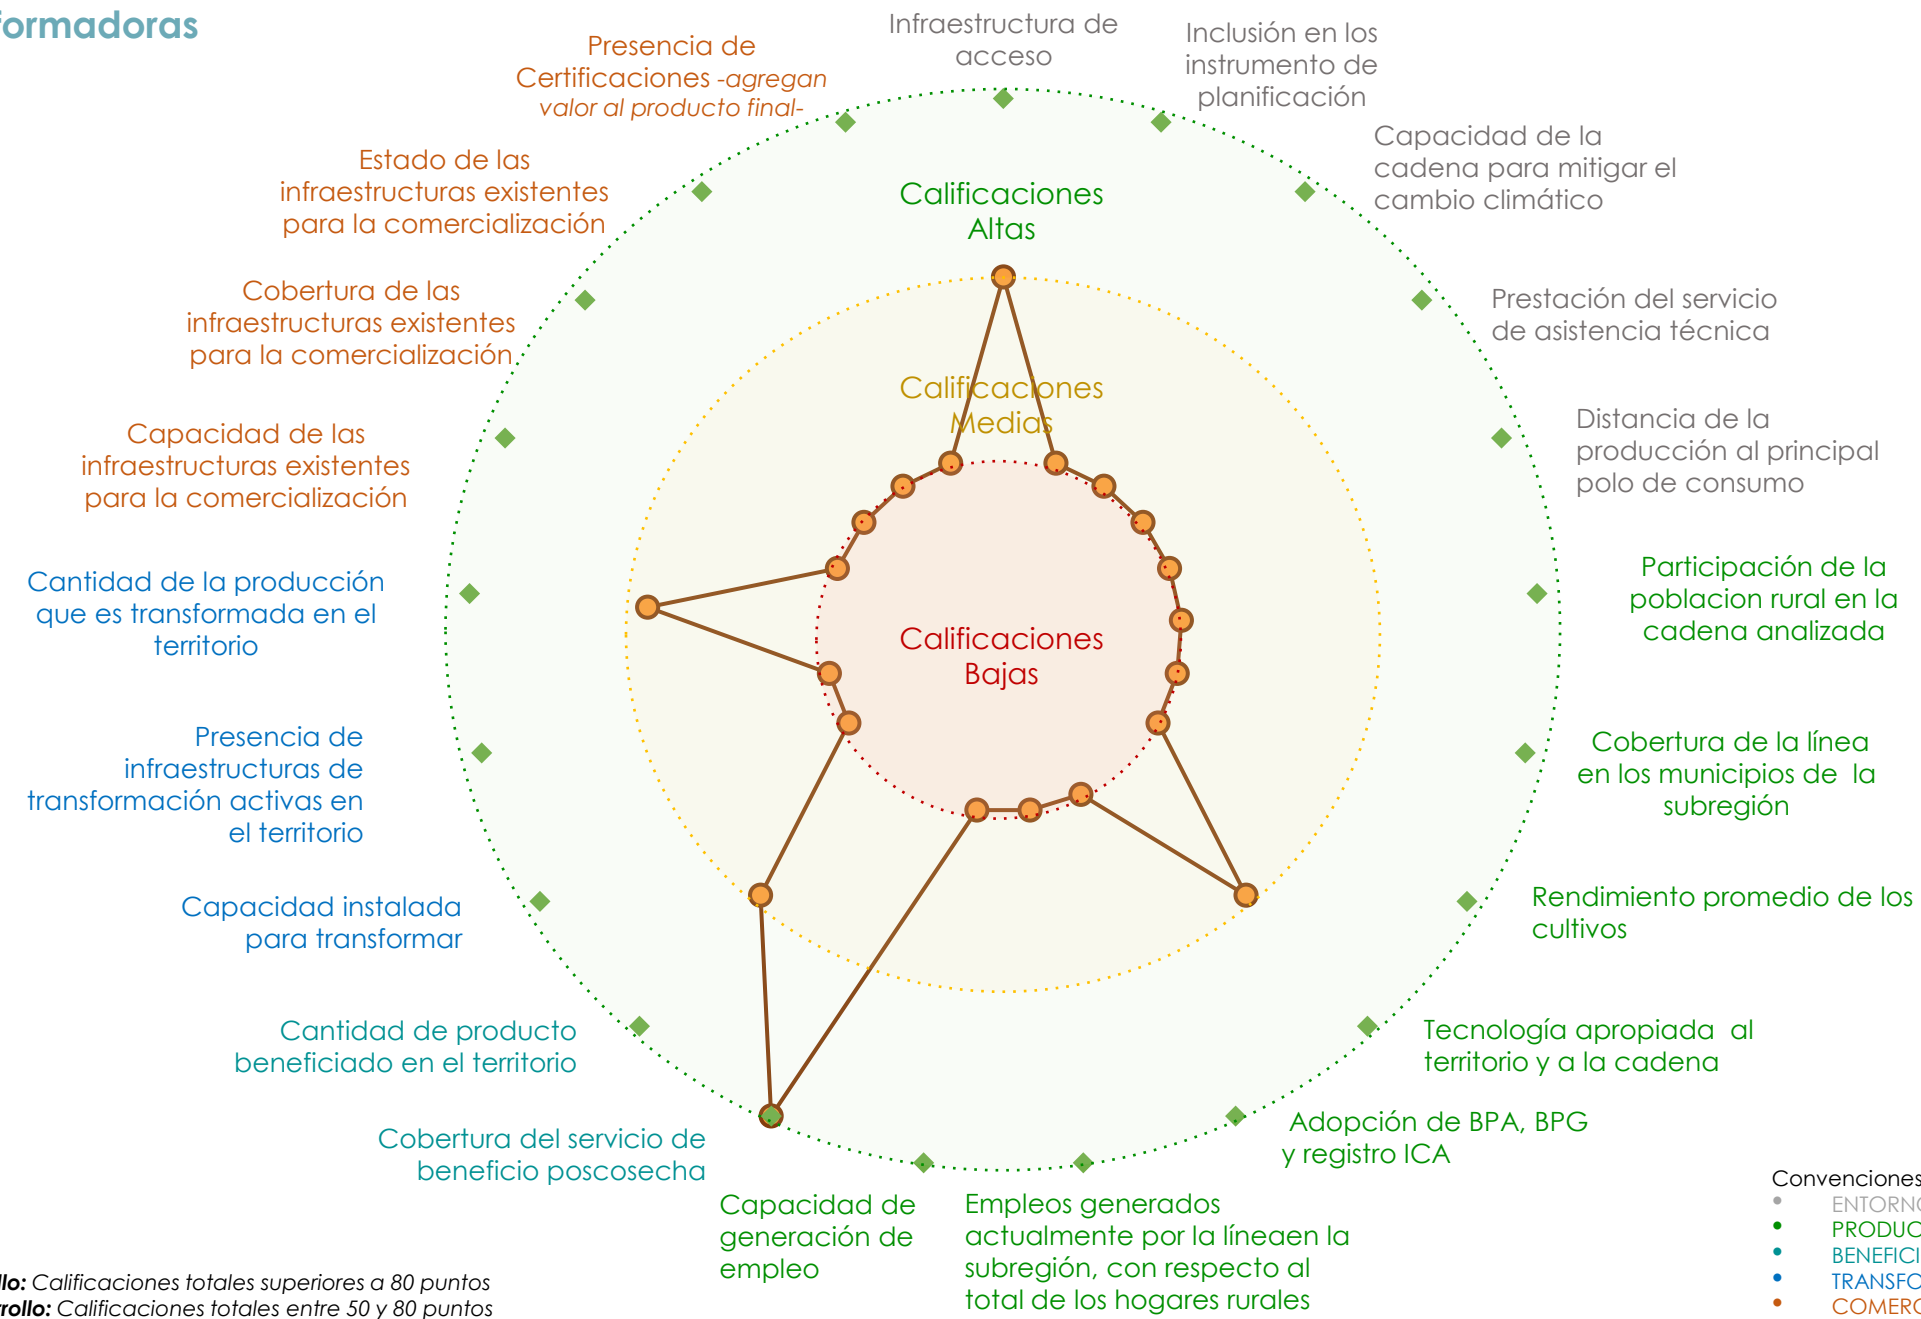 formadoras
Infraestructura de
acceso
Inclusión en los
instrumento de
planificación
Capacidad de la
cadena para mitigar el
cambio climático
Prestación del servicio
de asistencia técnica
Distancia de la
producción al principal
polo de consumo
Participación de la
poblacion rural en la
cadena analizada
Cobertura de la línea
en los municipios de la
subregión
Rendimiento promedio de los
cultivos
Tecnología apropiada al
territorio y a la cadena
Adopción de BPA, BPG
y registro ICA
Empleos generados
actualmente por la líneaen la
subregión, con respecto al
total de los hogares rurales
Capacidad de
generación de
empleo
Cobertura del servicio de
beneficio poscosecha
Cantidad de producto
beneficiado en el territorio
Capacidad instalada
para transformar
Presencia de
infraestructuras de
transformación activas en
el territorio
Cantidad de la producción
que es transformada en el
territorio
Capacidad de las
infraestructuras existentes
para la comercialización
Cobertura de las
infraestructuras existentes
para la comercialización
Estado de las
infraestructuras existentes
para la comercialización
Presencia de
Certificaciones -agregan
valor al producto final-
Calificaciones
Altas
Calificaciones
Medias
Calificaciones
Bajas
Convenciones
ENTORNO
PRODUC
BENEFICI
TRANSFO
COMERC
llo: Calificaciones totales superiores a 80 puntos
rrollo: Calificaciones totales entre 50 y 80 puntos